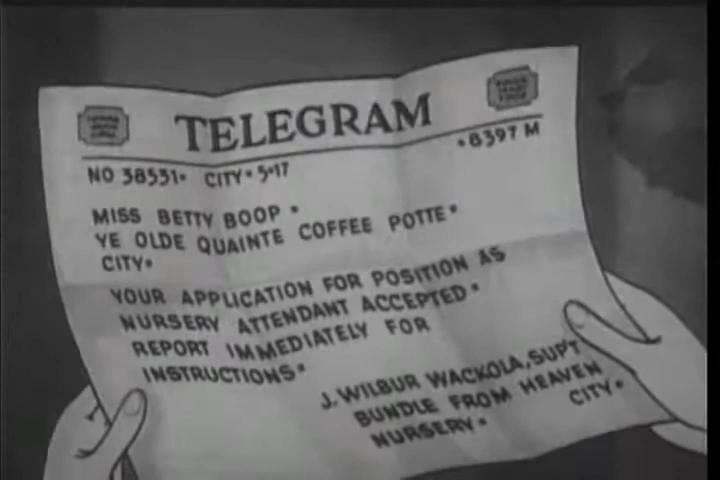 TELEGRAM
NO 38531• CITY• 5•17 •8397 M
MISS BETTY BOOP•
YE OLDE QUAINTE COFFEE POTTE•
CITY•
YOUR APPLICATION FOR POSITION AS
NURSERY ATTENDANT ACCEPTED•
REPORT IMMEDIATELY FOR
INSTRUCTIONS•
J. WILBUR WACKOLA, SUP'T
BUNDLE FROM HEAVEN
NURSERY• CITY•